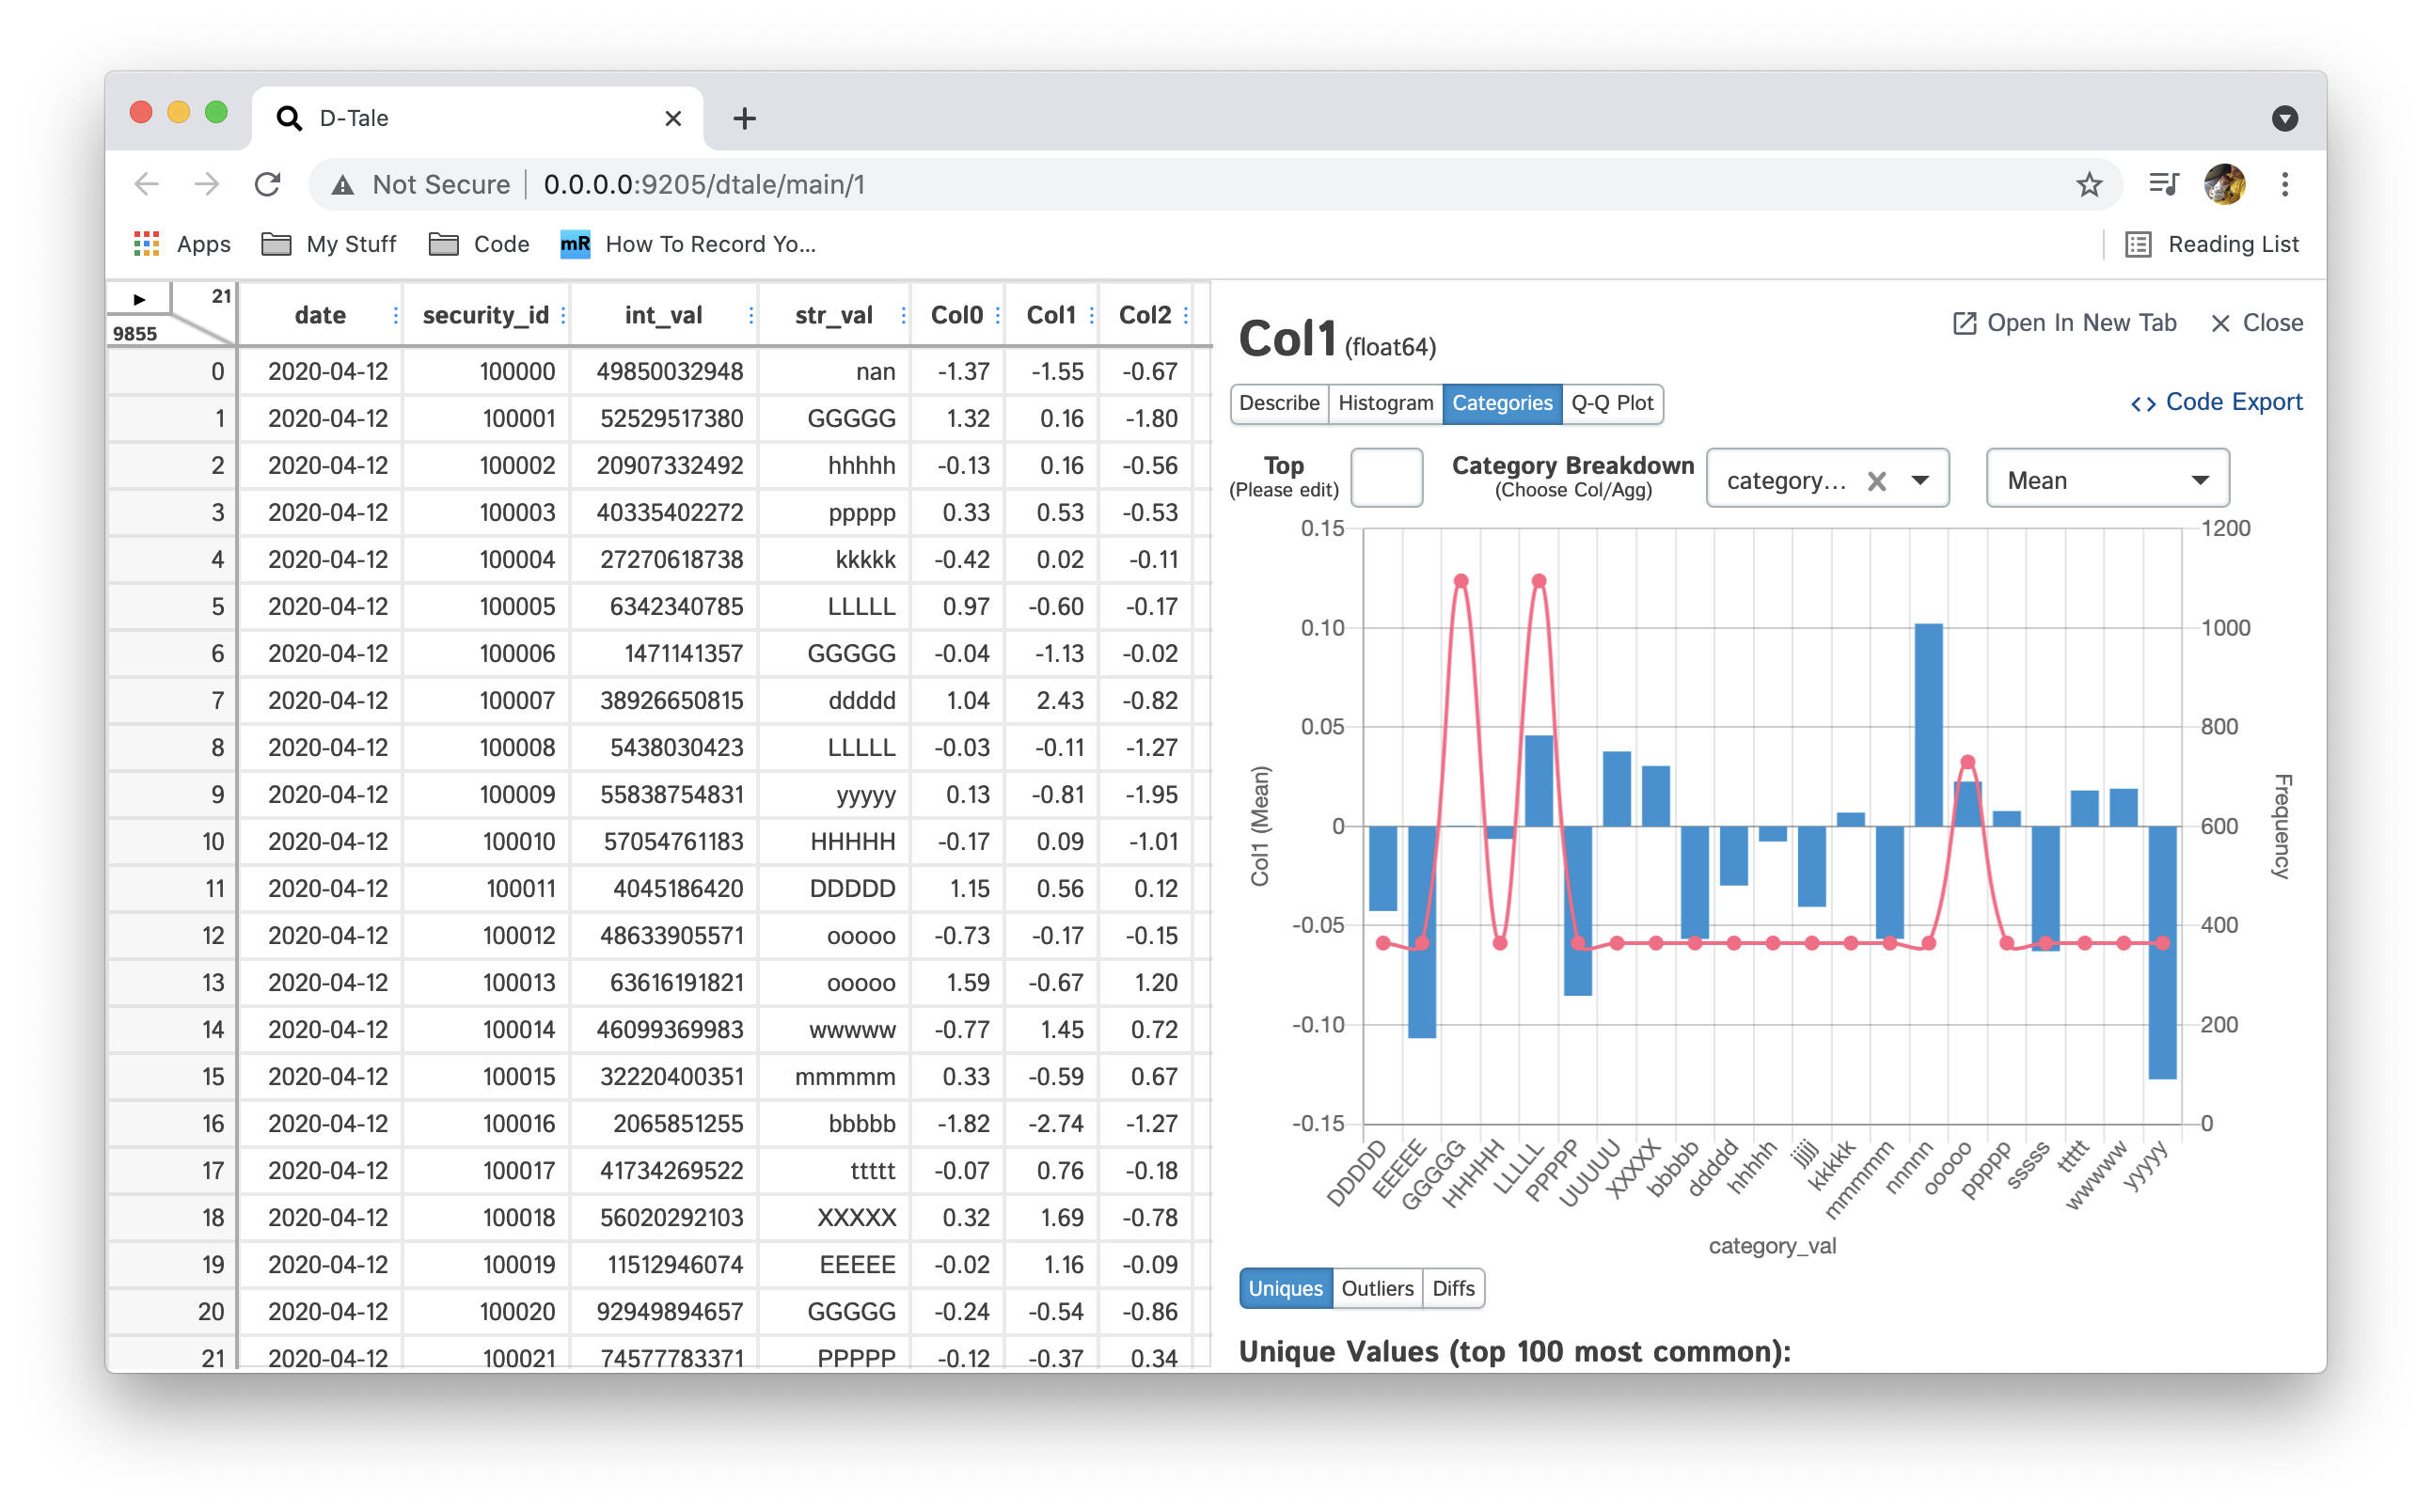 D-Tale
Not Secure 0.0.0.0:9205/dtale/main/1
Apps My Stuff Code mR How To Record Yo... Reading List
▶ 21
9855
date security_id int_val str_val Col0 Col1 Col2
0 2020-04-12 100000 49850032948 nan -1.37 -1.55 -0.67
1 2020-04-12 100001 52529517380 GGGGG 1.32 0.16 -1.80
2 2020-04-12 100002 20907332492 hhhhh -0.13 0.16 -0.56
3 2020-04-12 100003 40335402272 ppppp 0.33 0.53 -0.53
4 2020-04-12 100004 27270618738 kkkkk -0.42 0.02 -0.11
5 2020-04-12 100005 6342340785 LLLLL 0.97 -0.60 -0.17
6 2020-04-12 100006 1471141357 GGGGG -0.04 -1.13 -0.02
7 2020-04-12 100007 38926650815 ddddd 1.04 2.43 -0.82
8 2020-04-12 100008 5438030423 LLLLL -0.03 -0.11 -1.27
9 2020-04-12 100009 55838754831 yyyyy 0.13 -0.81 -1.95
10 2020-04-12 100010 57054761183 HHHHH -0.17 0.09 -1.01
11 2020-04-12 100011 4045186420 DDDDD 1.15 0.56 0.12
12 2020-04-12 100012 48633905571 ooooo -0.73 -0.17 -0.15
13 2020-04-12 100013 63616191821 ooooo 1.59 -0.67 1.20
14 2020-04-12 100014 46099369983 wwwww -0.77 1.45 0.72
15 2020-04-12 100015 32220400351 mmmmm 0.33 -0.59 0.67
16 2020-04-12 100016 2065851255 bbbbb -1.82 -2.74 -1.27
17 2020-04-12 100017 41734269522 ttttt -0.07 0.76 -0.18
18 2020-04-12 100018 56020292103 XXXXX 0.32 1.69 -0.78
19 2020-04-12 100019 11512946074 EEEEE -0.02 1.16 -0.09
20 2020-04-12 100020 92949894657 GGGGG -0.24 -0.54 -0.86
21 2020-04-12 100021 74577783371 PPPPP -0.12 -0.37 0.34
Col1 (float64)
Open In New Tab Close
Describe Histogram Categories Q-Q Plot
Code Export
Top
(Please edit)
Category Breakdown
(Choose Col/Agg)
category...
Mean
0.15
0.10
0.05
0
-0.05
-0.10
-0.15
Col1 (Mean)
1200
1000
800
600
400
200
0
Frequency
DDDDD
EEEEE
GGGGG
HHHHH
LLLLL
PPPPP
UUUUU
XXXXX
bbbbb
ddddd
hhhhh
jjjjj
kkkkk
mmmmm
nnnnn
ooooo
ppppp
sssss
ttttt
wwwww
yyyyy
category_val
Uniques Outliers Diffs
Unique Values (top 100 most common):